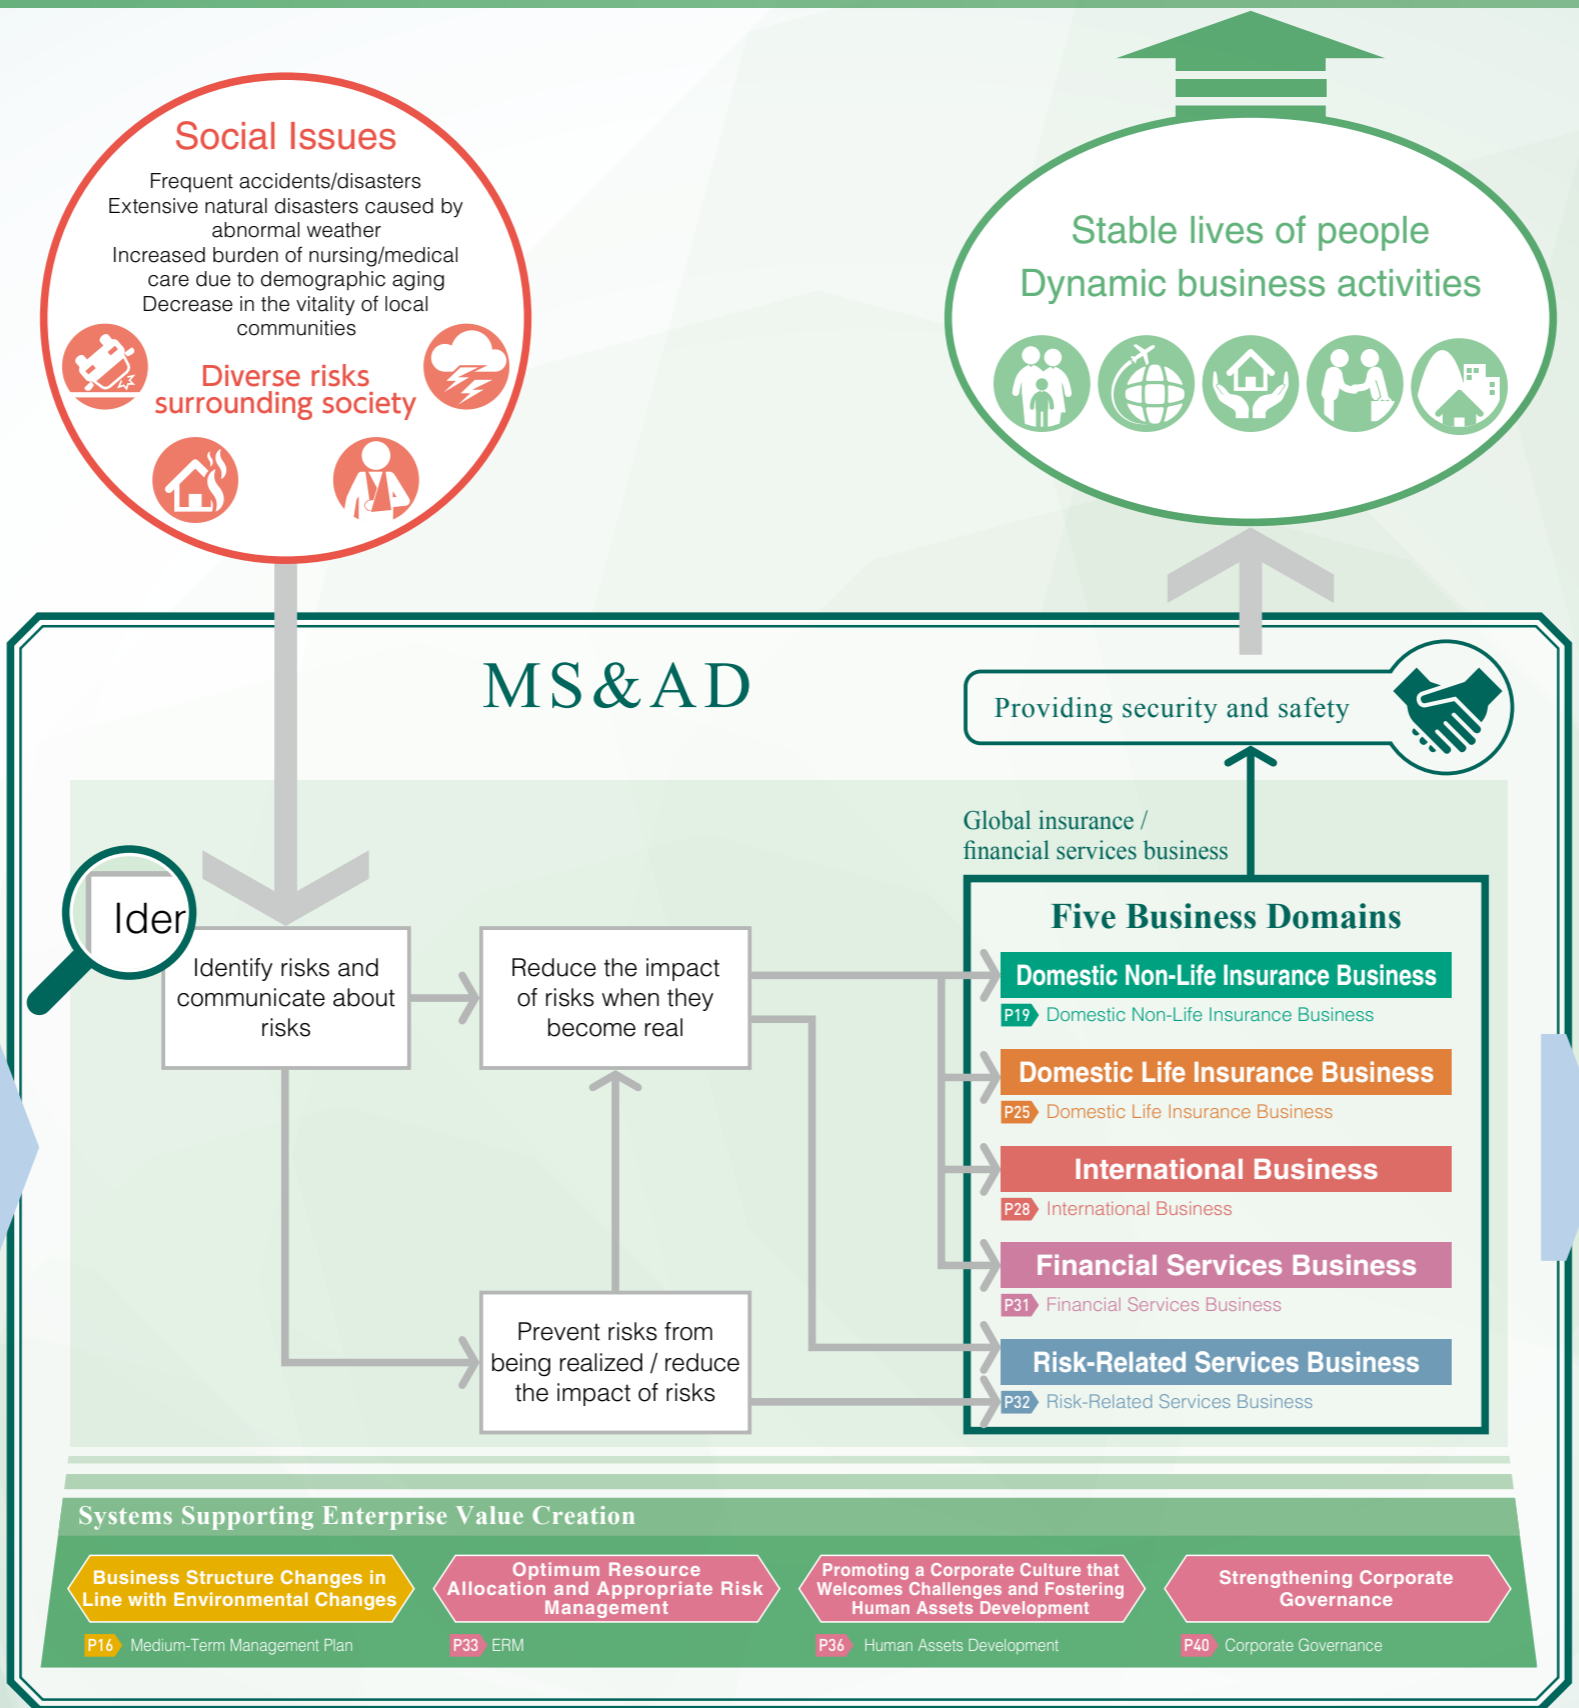 Social Issues
Frequent accidents/disasters
Extensive natural disasters caused by
abnormal weather
Increased burden of nursing/medical
care due to demographic aging
Decrease in the vitality of local
communities
Diverse risks
surrounding society
Stable lives of people
Dynamic business activities
MS&AD
Providing security and safety
Global insurance /
financial services business
Ider
Identify risks and
communicate about
risks
Reduce the impact
of risks when they
become real
Prevent risks from
being realized / reduce
the impact of risks
Five Business Domains
Domestic Non-Life Insurance Business
P19 Domestic Non-Life Insurance Business
Domestic Life Insurance Business
P25 Domestic Life Insurance Business
International Business
P28 International Business
Financial Services Business
P31 Financial Services Business
Risk-Related Services Business
P32 Risk-Related Services Business
Systems Supporting Enterprise Value Creation
Business Structure Changes in
Line with Environmental Changes
P16 Medium-Term Management Plan
Optimum Resource
Allocation and Appropriate Risk
Management
P33 ERM
Promoting a Corporate Culture that
Welcomes Challenges and Fostering
Human Assets Development
P36 Human Assets Development
Strengthening Corporate
Governance
P40 Corporate Governance